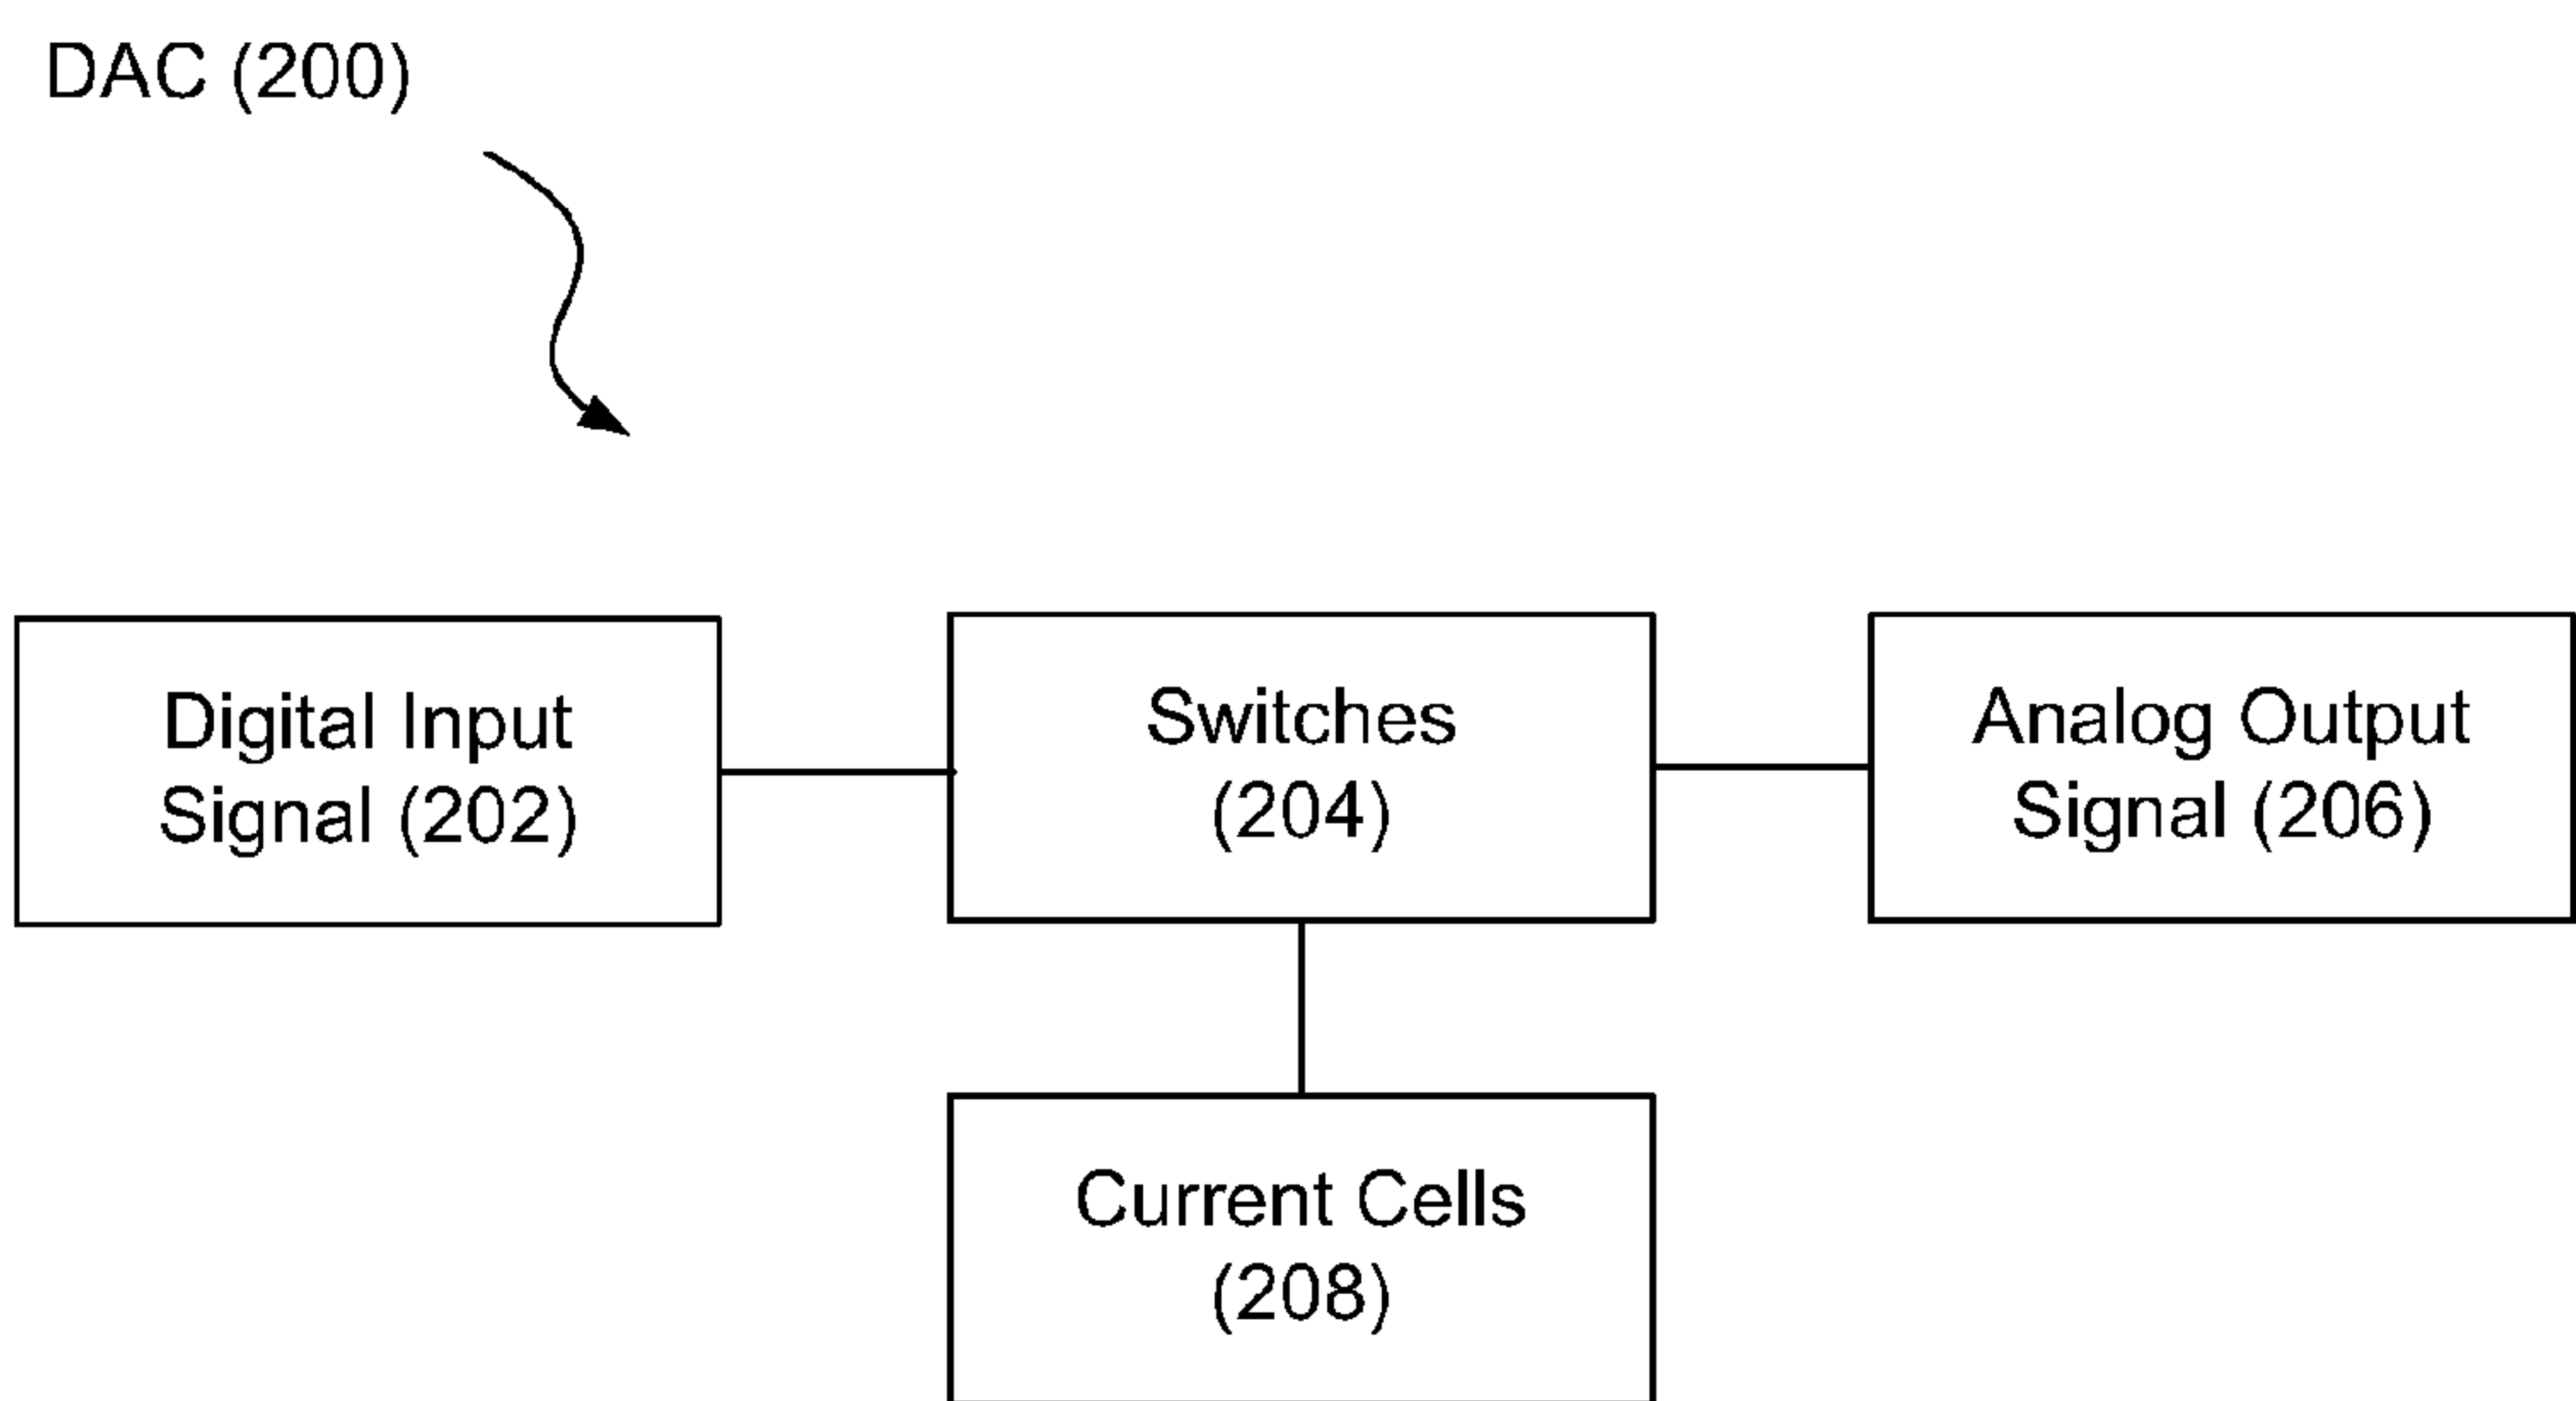 DAC (200)
Digital Input
Signal (202)
Switches
(204)
Analog Output
Signal (206)
Current Cells
(208)